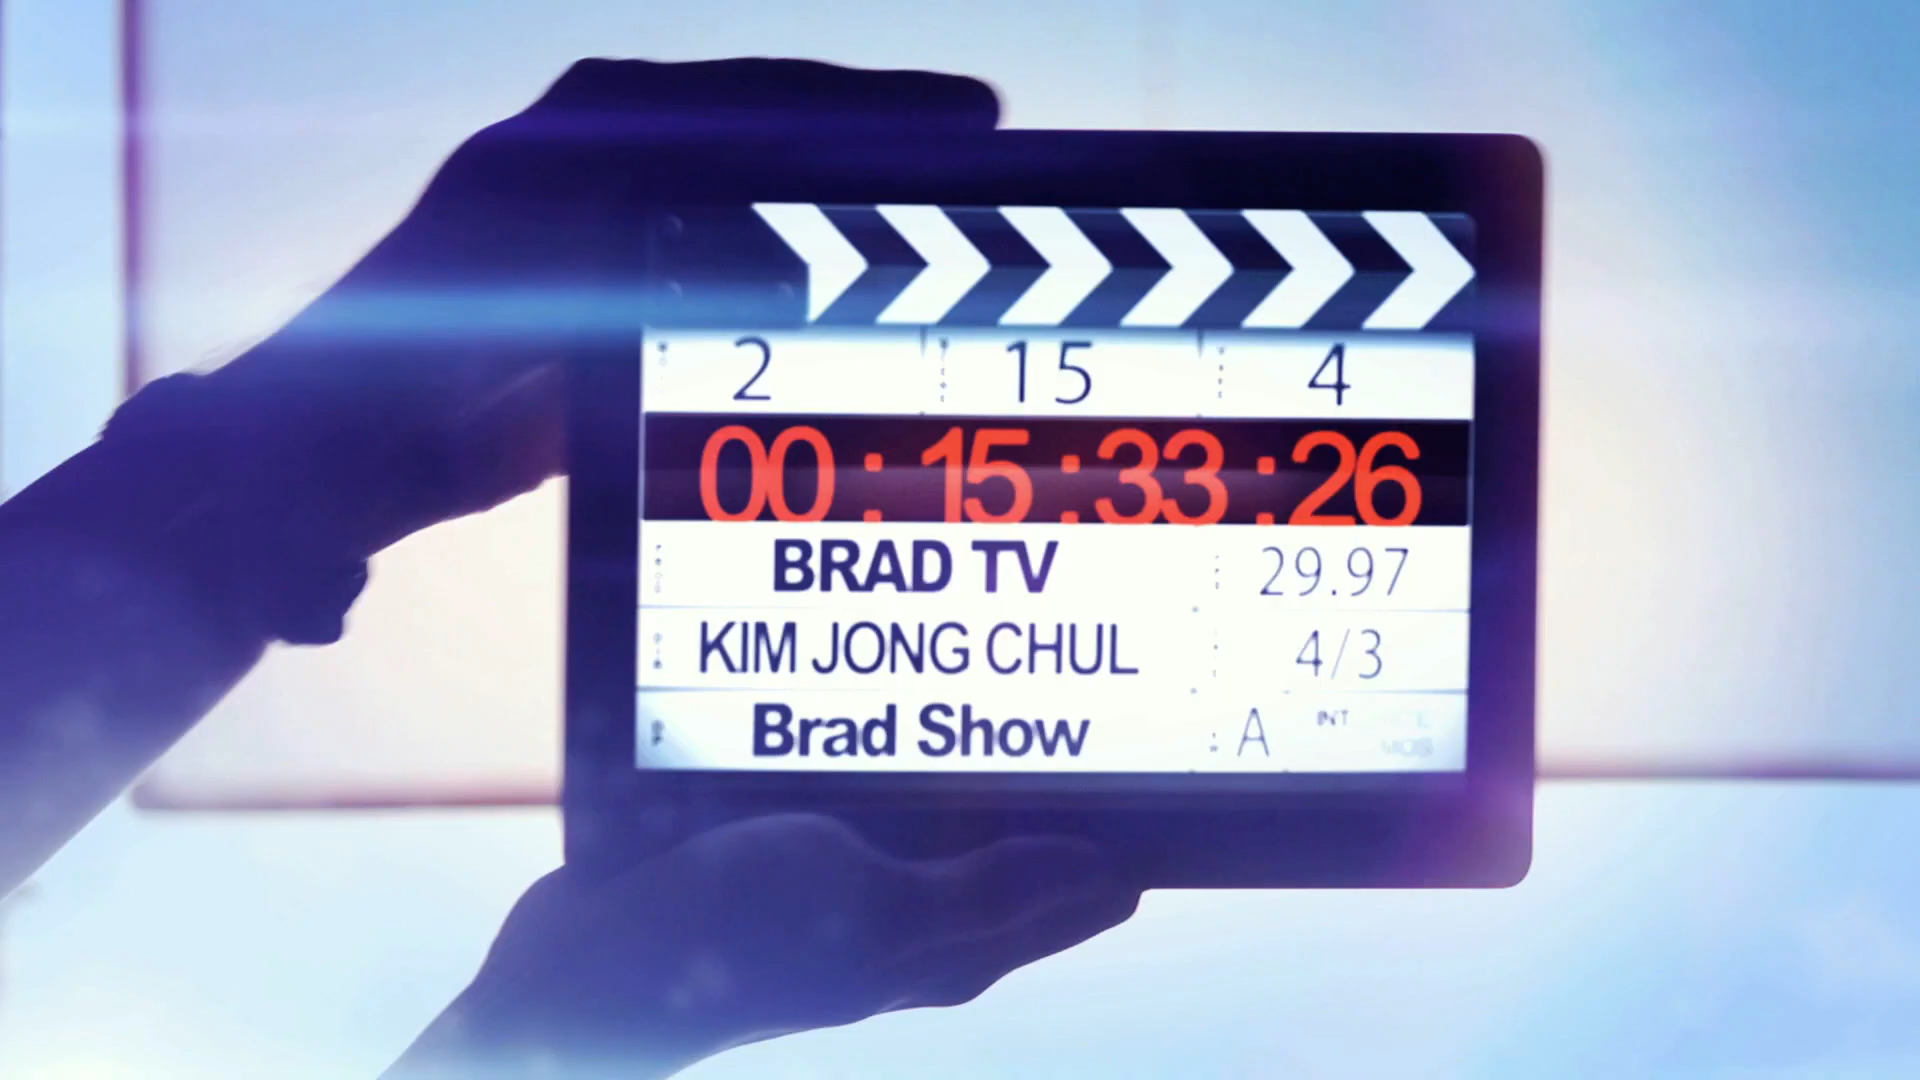 2 15 4
00:15:33:26
BRAD TV 29.97
KIM JONG CHUL 4/3
Brad Show A INT
MOS